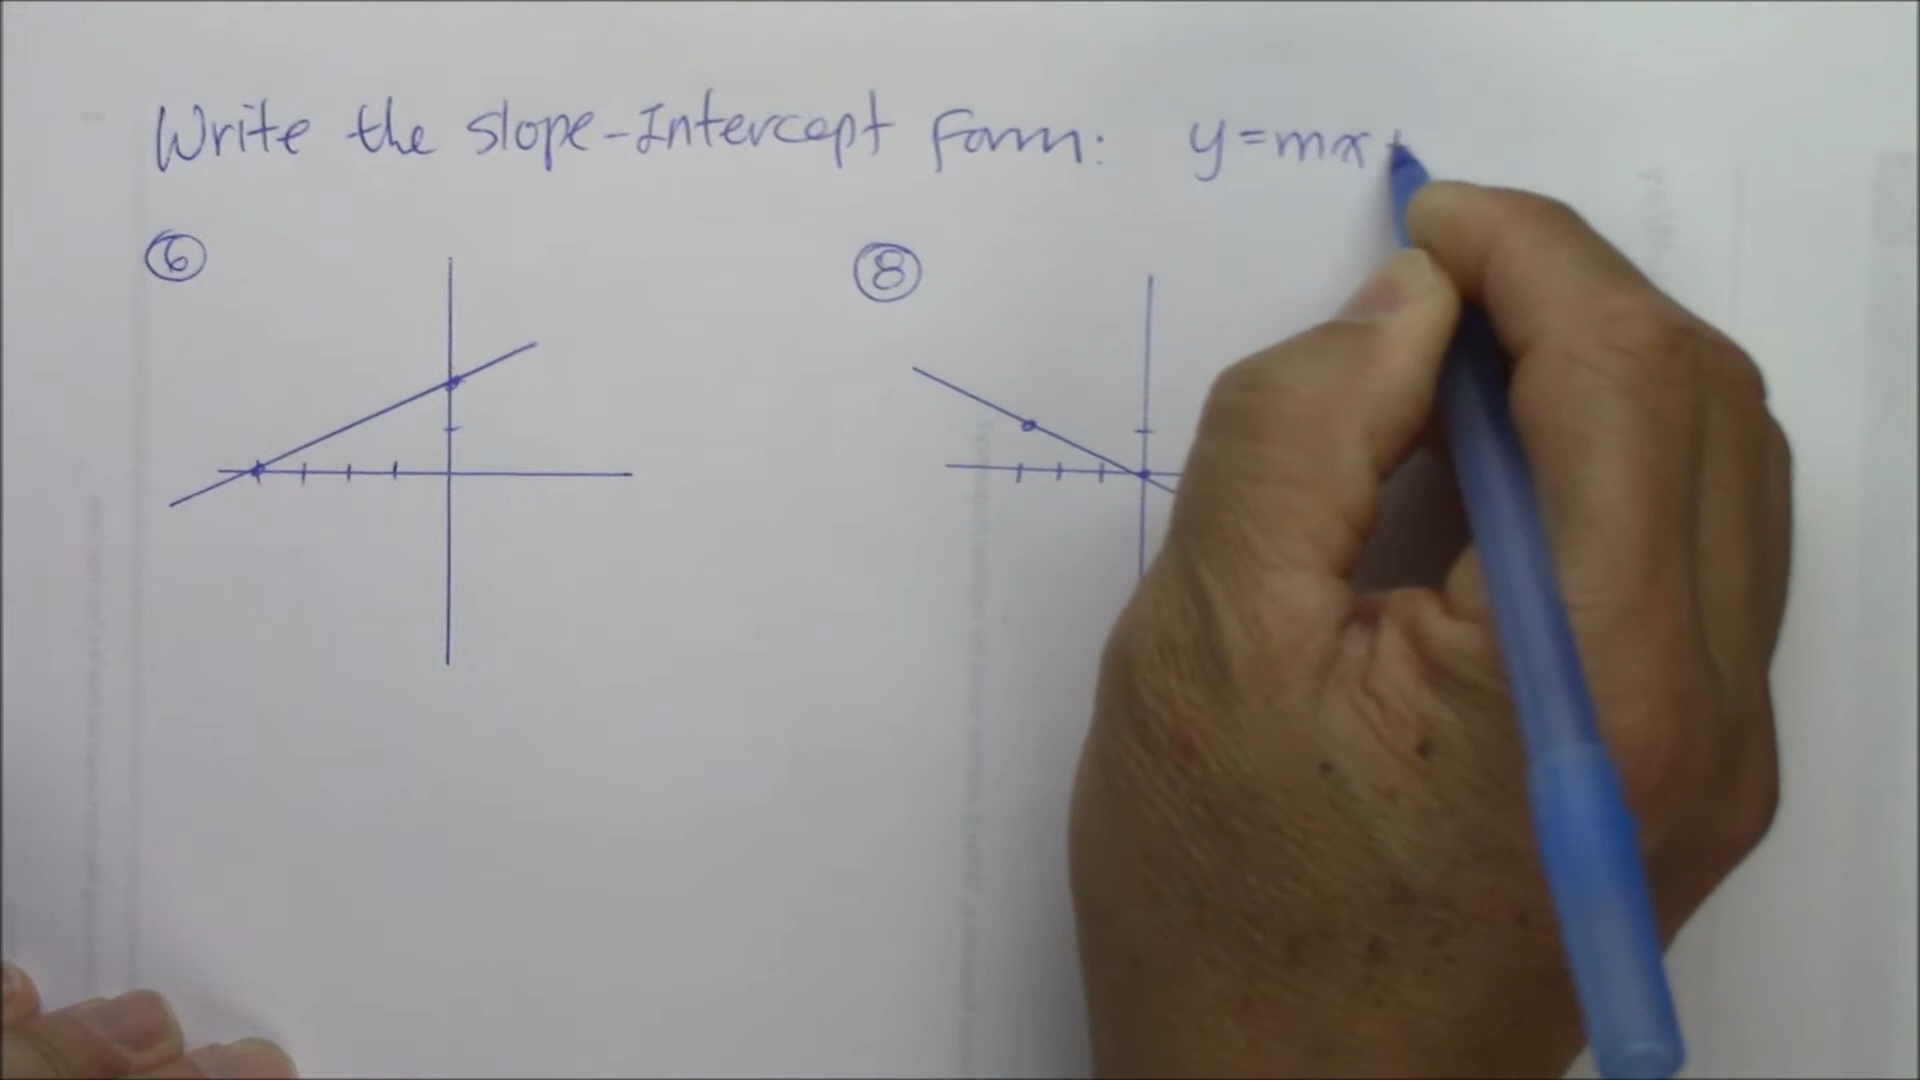 Write the slope-Intercept Form: y=mx+
6
8